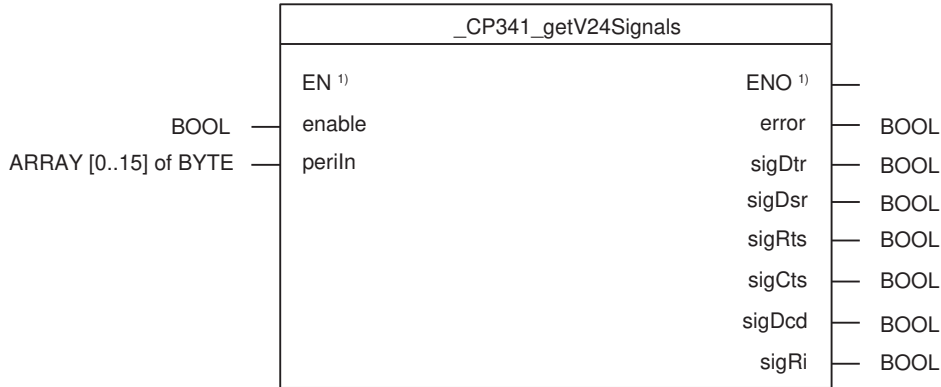 _CP341_getV24Signals
EN 1) ENO 1)
BOOL enable error BOOL
ARRAY [0..15] of BYTE periIn sigDtr BOOL
sigDsr BOOL
sigRts BOOL
sigCts BOOL
sigDcd BOOL
sigRi BOOL